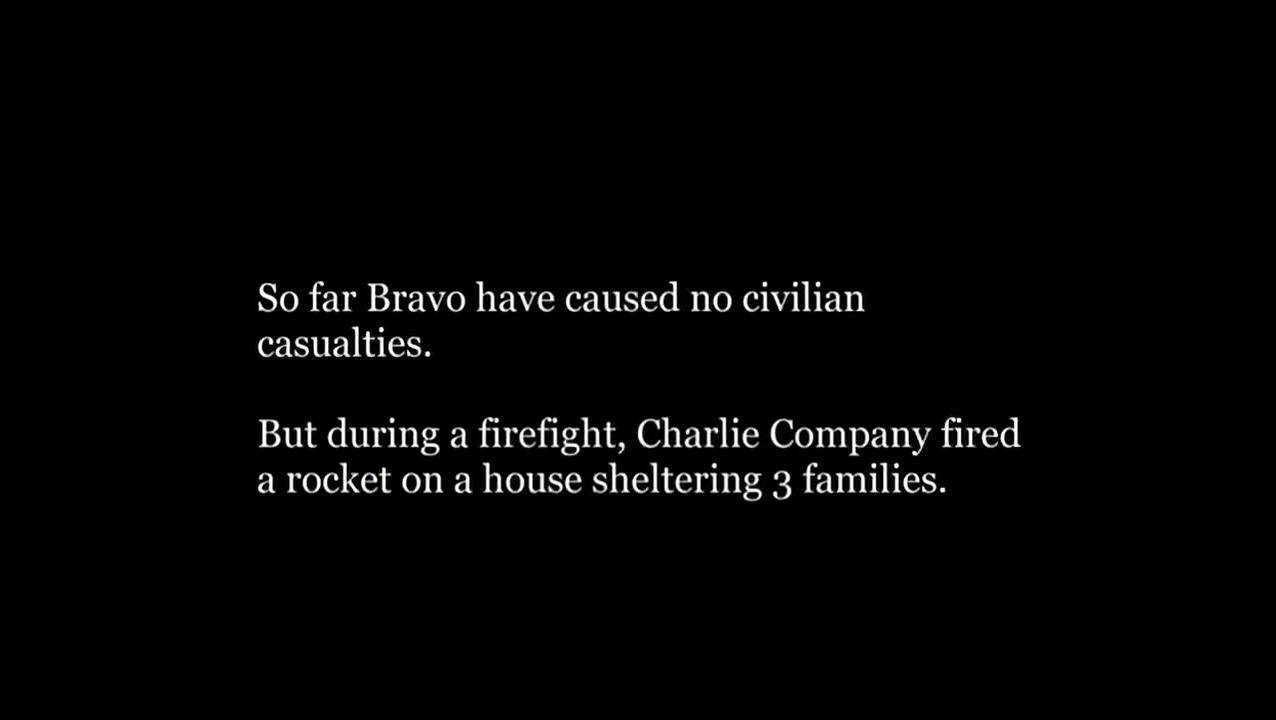 So far Bravo have caused no civilian
casualties.
But during a firefight, Charlie Company fired
a rocket on a house sheltering 3 families.